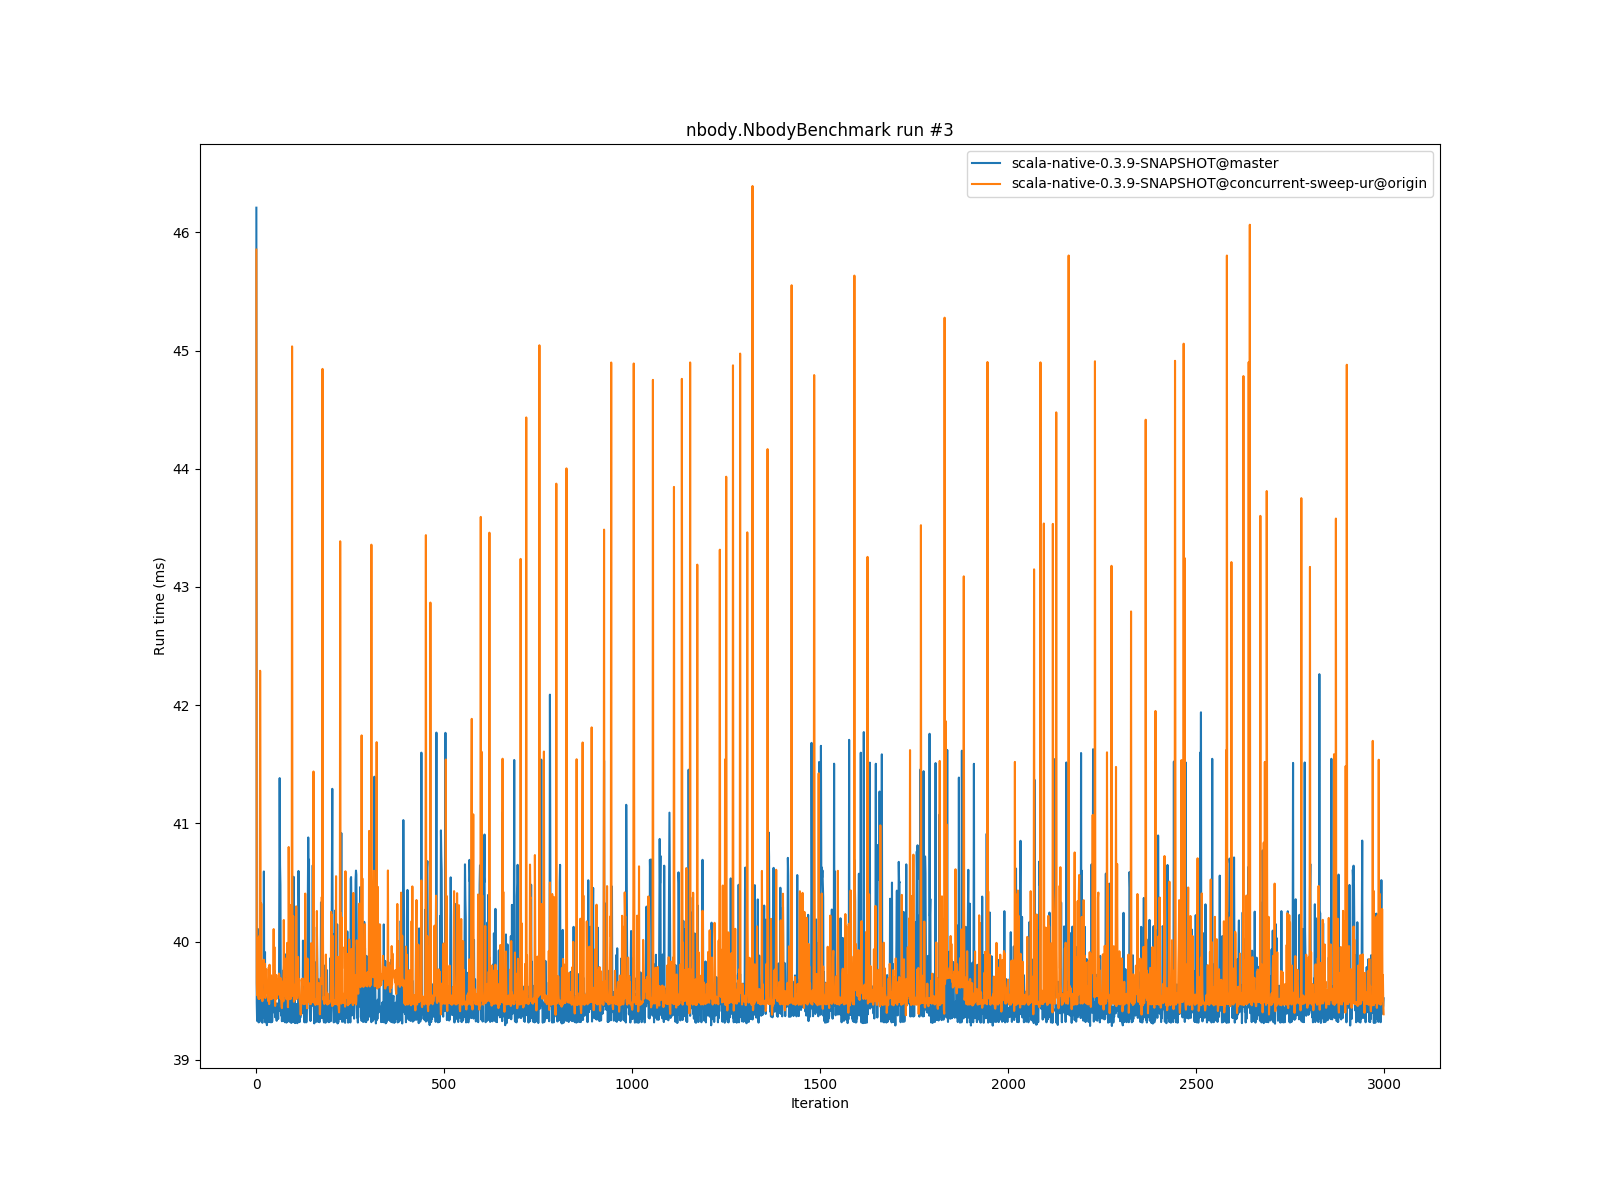 nbody.NbodyBenchmark run #3
scala-native-0.3.9-SNAPSHOT@master
scala-native-0.3.9-SNAPSHOT@concurrent-sweep-ur@origin
46
45
44
43
42
41
40
39
Run time (ms)
0 500 1000 1500 2000 2500 3000
Iteration